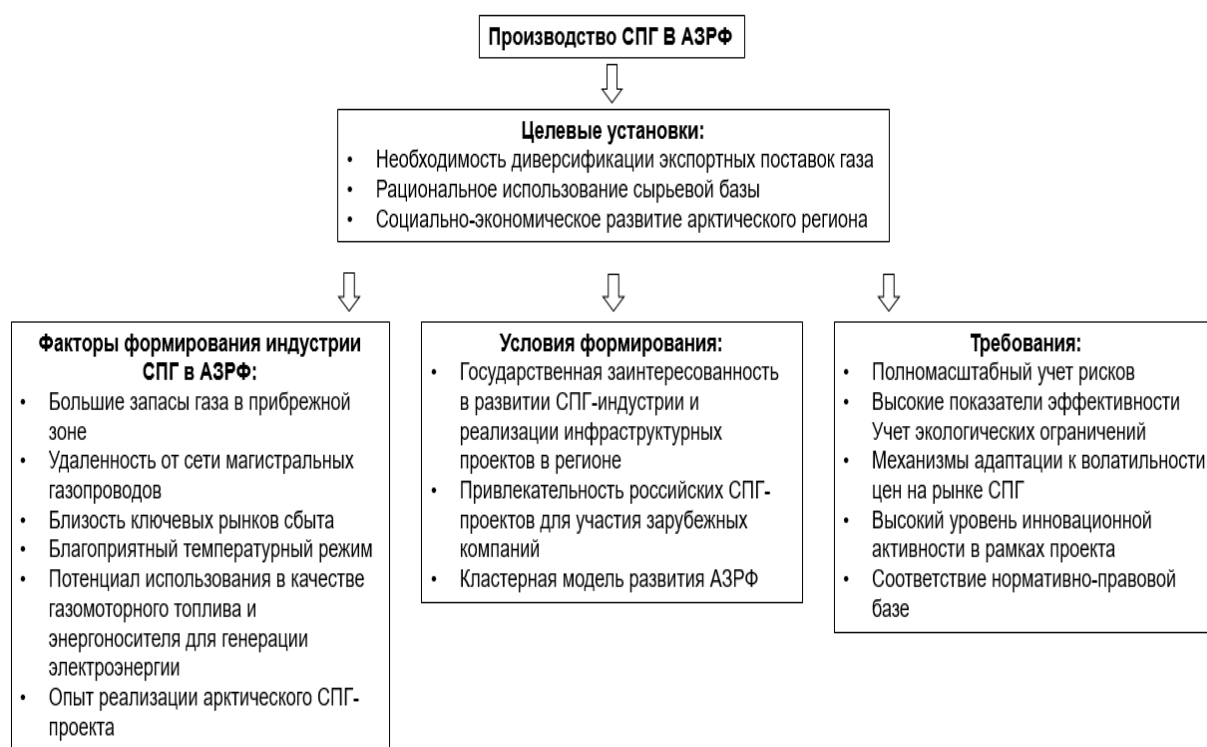 Производство СПГ В АЗРФ
Целевые установки:
• Необходимость диверсификации экспортных поставок газа
• Рациональное использование сырьевой базы
• Социально-экономическое развитие арктического региона
Факторы формирования индустрии
СПГ в АЗРФ:
• Большие запасы газа в прибрежной
зоне
• Удаленность от сети магистральных
газопроводов
• Близость ключевых рынков сбыта
• Благоприятный температурный режим
• Потенциал использования в качестве
газомоторного топлива и
энергоносителя для генерации
электроэнергии
• Опыт реализации арктического СПГ-
проекта
Условия формирования:
• Государственная заинтересованность
в развитии СПГ-индустрии и
реализации инфраструктурных
проектов в регионе
• Привлекательность российских СПГ-
проектов для участия зарубежных
компаний
• Кластерная модель развития АЗРФ
Требования:
• Полномасштабный учет рисков
• Высокие показатели эффективности
Учет экологических ограничений
• Механизмы адаптации к волатильности
цен на рынке СПГ
• Высокий уровень инновационной
активности в рамках проекта
• Соответствие нормативно-правовой
базе